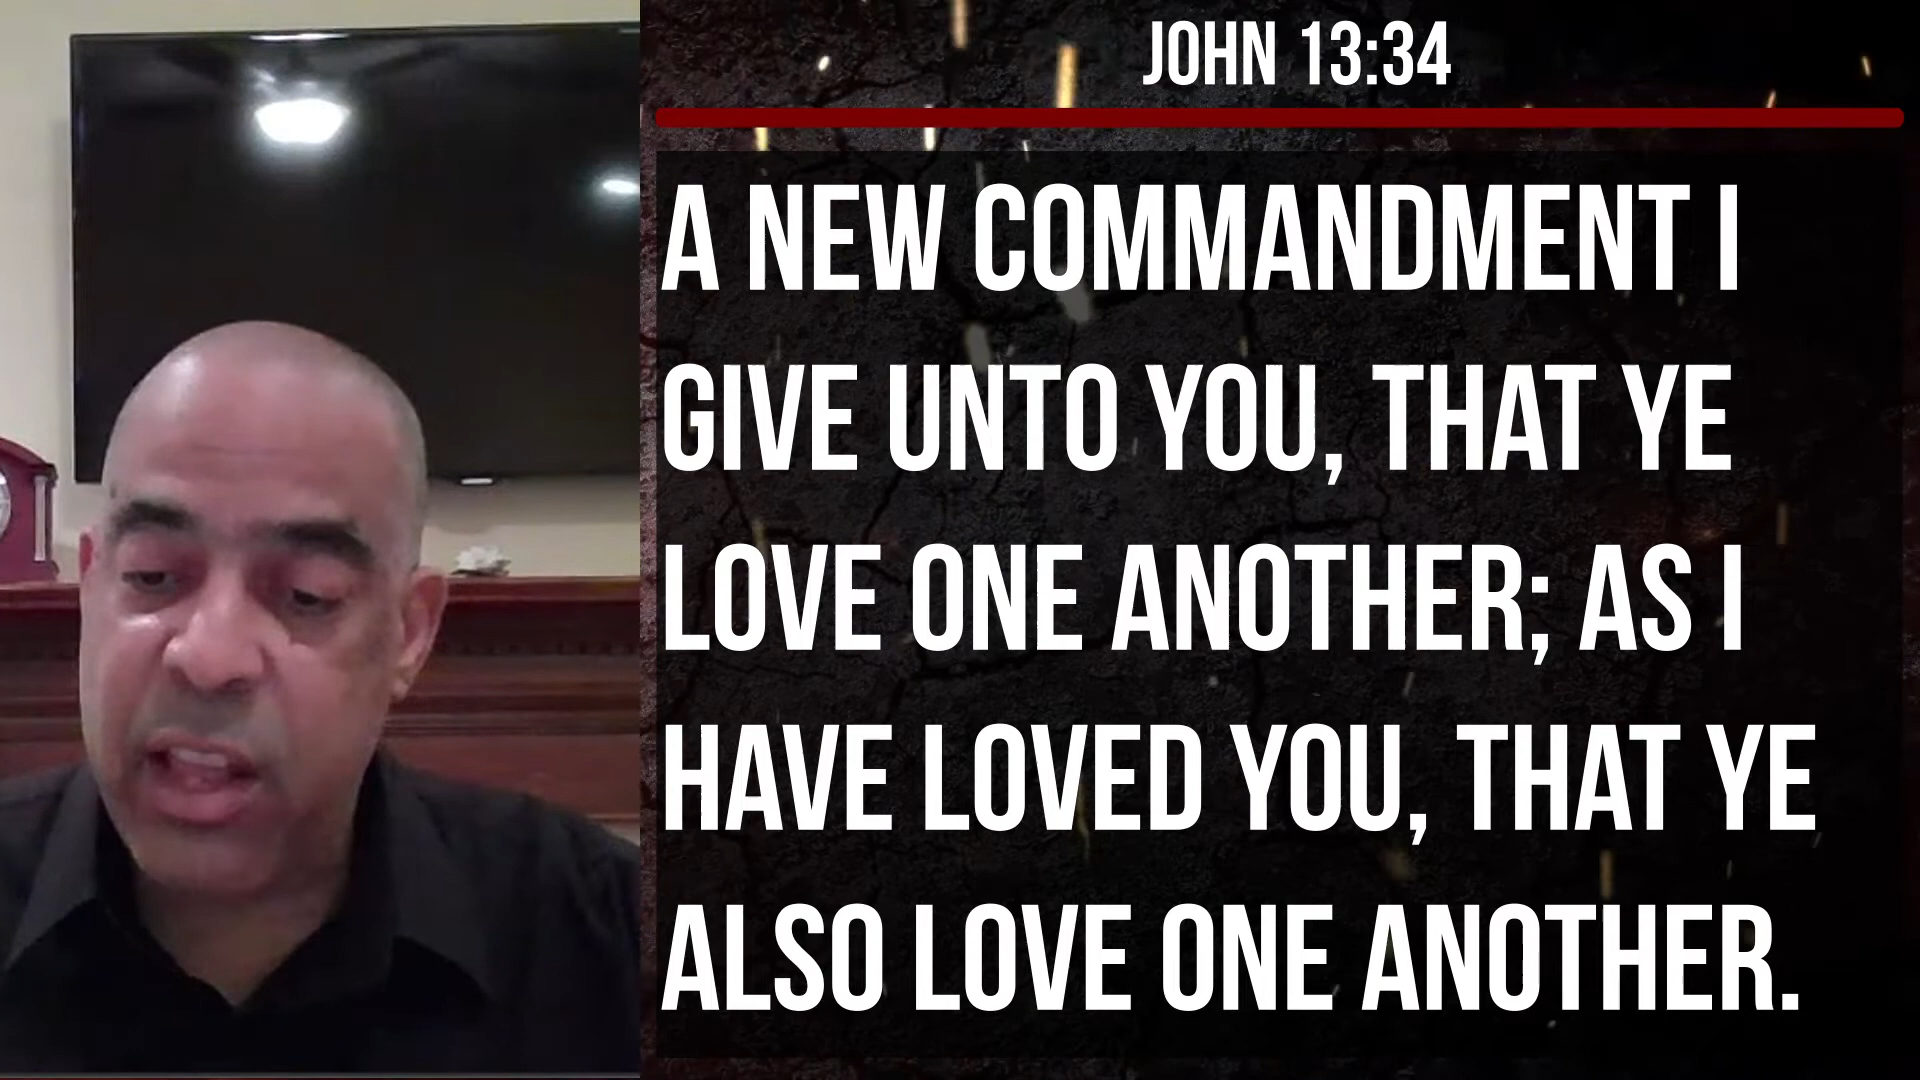 JOHN 13:34
A NEW COMMANDMENT I
GIVE UNTO YOU, THAT YE
LOVE ONE ANOTHER; AS I
HAVE LOVED YOU, THAT YE
ALSO LOVE ONE ANOTHER.